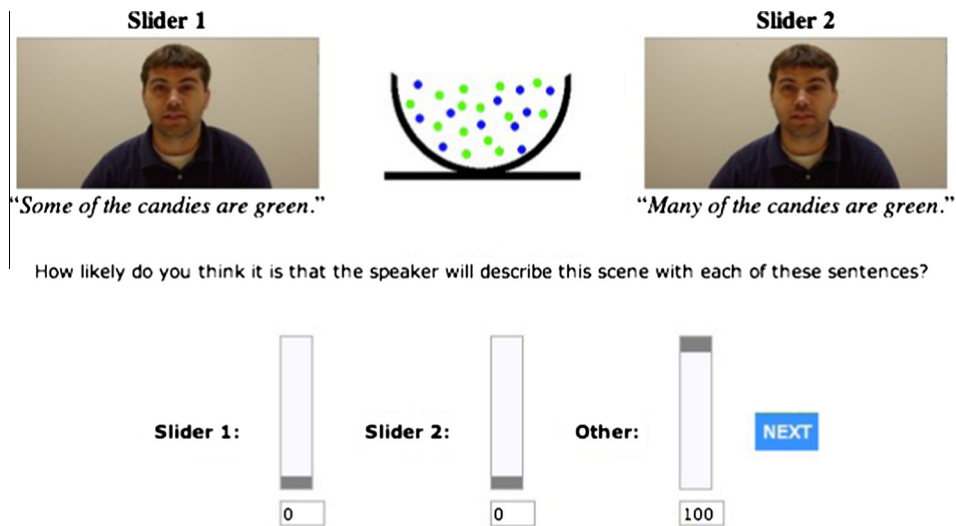 Slider 1
Slider 2
“Some of the candies are green.”
“Many of the candies are green.”
How likely do you think it is that the speaker will describe this scene with each of these sentences?
Slider 1:
Slider 2:
Other:
NEXT
0
0
100